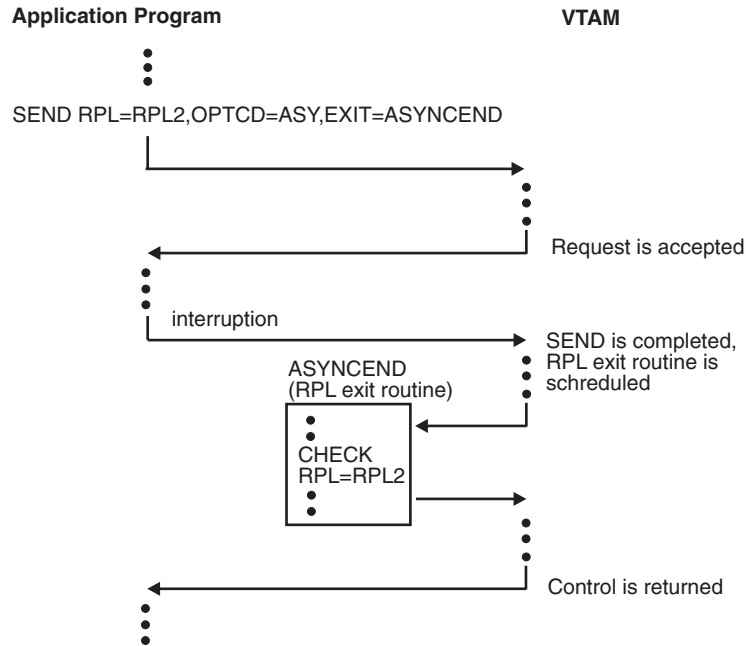 Application Program
VTAM
SEND RPL=RPL2,OPTCD=ASY,EXIT=ASYNCEND
Request is accepted
interruption
SEND is completed,
RPL exit routine is
schreduled
ASYNCEND
(RPL exit routine)
CHECK
RPL=RPL2
Control is returned